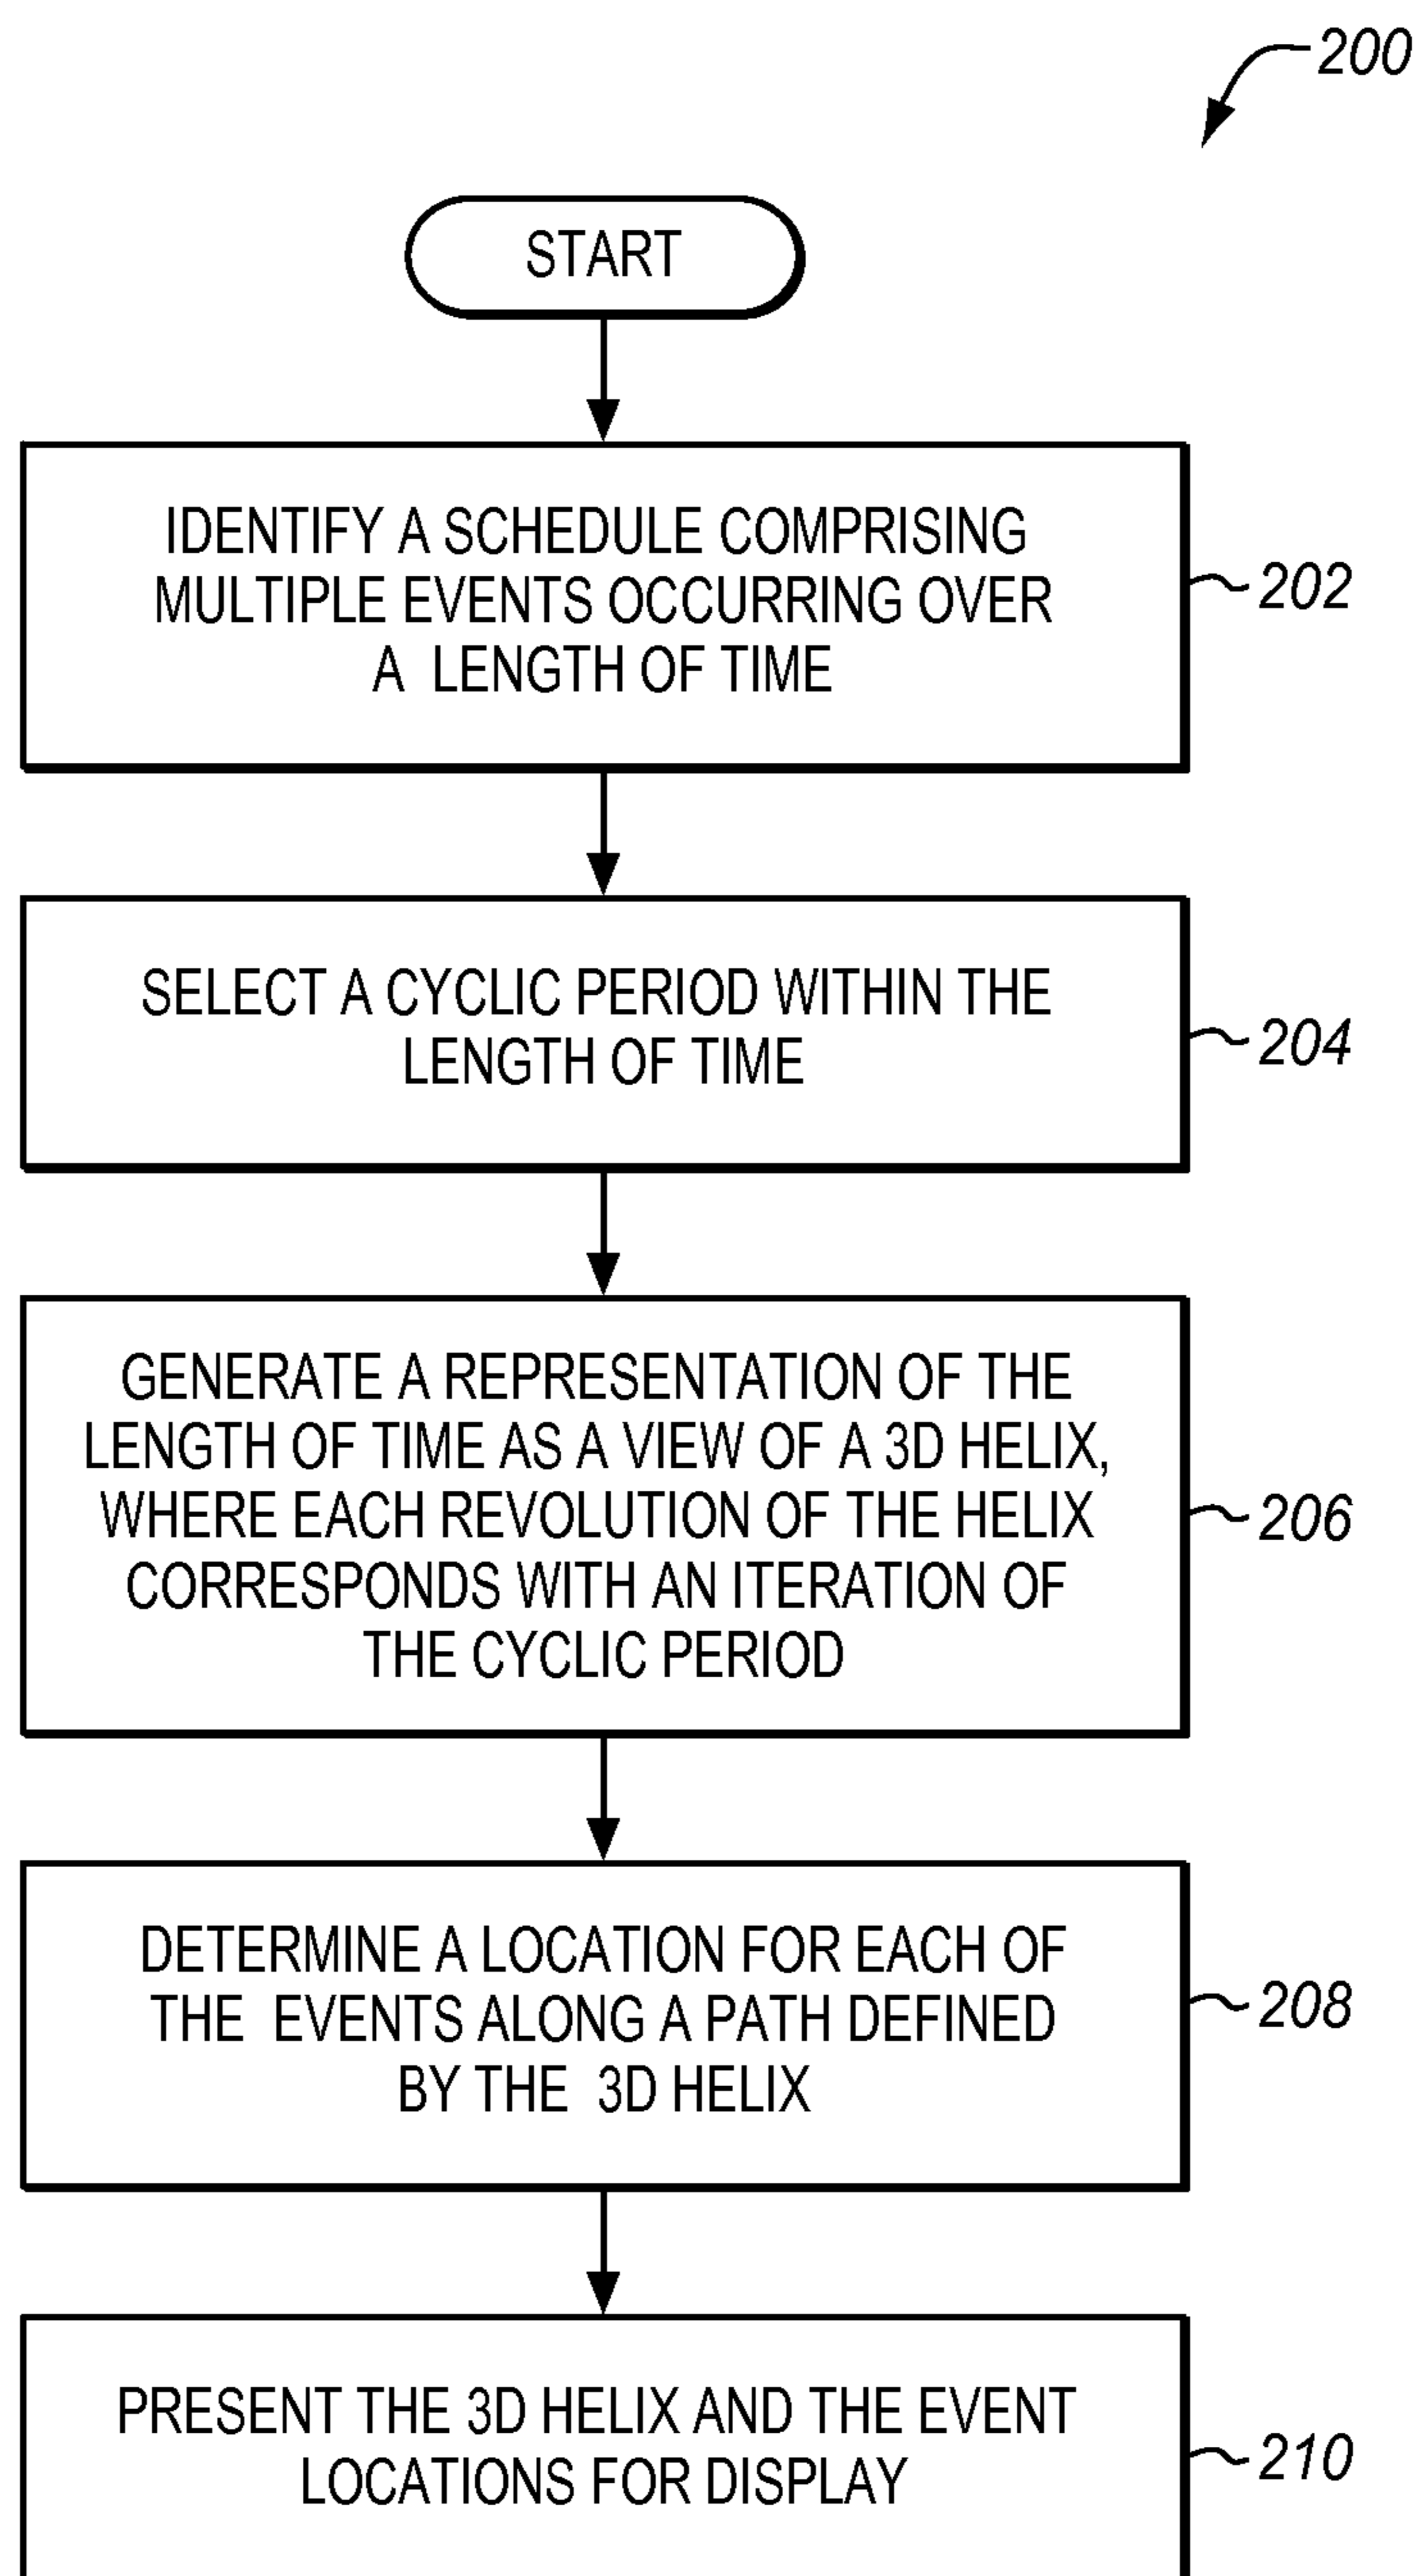 200
START
IDENTIFY A SCHEDULE COMPRISING
MULTIPLE EVENTS OCCURRING OVER
A LENGTH OF TIME
202
SELECT A CYCLIC PERIOD WITHIN THE
LENGTH OF TIME
204
GENERATE A REPRESENTATION OF THE
LENGTH OF TIME AS A VIEW OF A 3D HELIX,
WHERE EACH REVOLUTION OF THE HELIX
CORRESPONDS WITH AN ITERATION OF
THE CYCLIC PERIOD
206
DETERMINE A LOCATION FOR EACH OF
THE EVENTS ALONG A PATH DEFINED
BY THE 3D HELIX
208
PRESENT THE 3D HELIX AND THE EVENT
LOCATIONS FOR DISPLAY
210